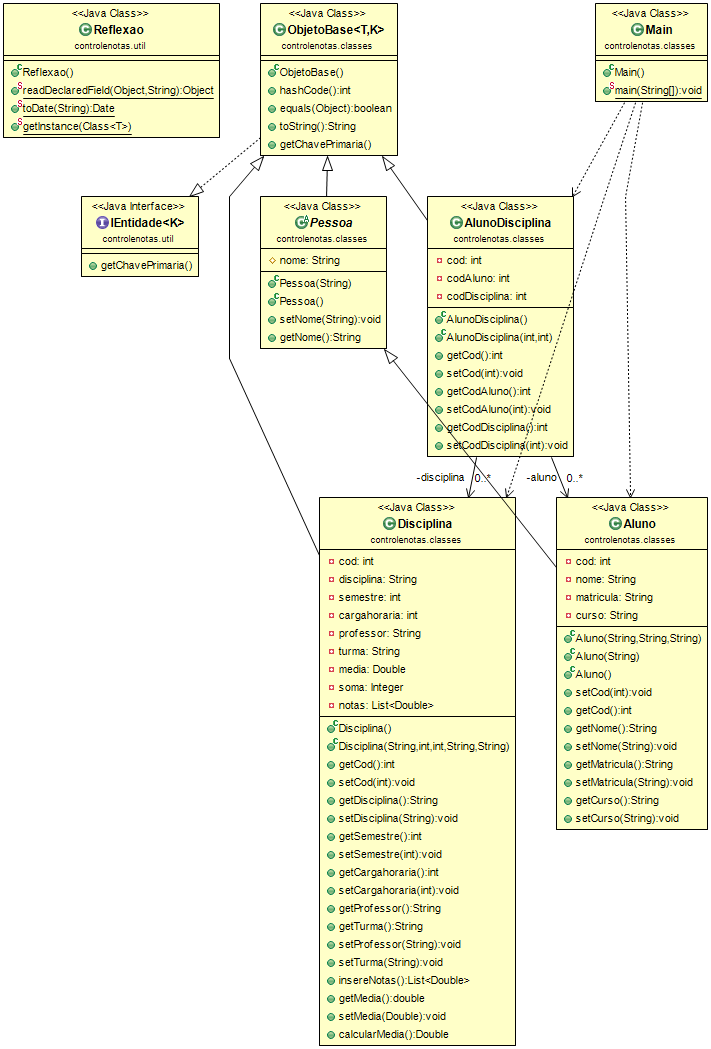 <<Java Class>>
Reflexao
controlenotas.util
Reflexao()
readDeclaredField(Object,String):Object
toDate(String):Date
getInstance(Class<T>)
<<Java Class>>
ObjetoBase<T,K>
controlenotas.classes
ObjetoBase()
hashCode():int
equals(Object):boolean
toString():String
getChavePrimaria()
<<Java Class>>
Main
controlenotas.classes
Main()
main(String[]):void
<<Java Interface>>
IEntidade<K>
controlenotas.util
getChavePrimaria()
<<Java Class>>
Pessoa
controlenotas.classes
nome: String
Pessoa(String)
Pessoa()
setNome(String):void
getNome():String
<<Java Class>>
AlunoDisciplina
controlenotas.classes
cod: int
codAluno: int
codDisciplina: int
AlunoDisciplina()
AlunoDisciplina(int,int)
getCod():int
setCod(int):void
getCodAluno():int
setCodAluno(int):void
getCodDisciplina():int
setCodDisciplina(int):void
-disciplina 0..*
-aluno 0..*
<<Java Class>>
Disciplina
controlenotas.classes
cod: int
disciplina: String
semestre: int
cargahoraria: int
professor: String
turma: String
media: Double
soma: Integer
notas: List<Double>
Disciplina()
Disciplina(String,int,int,String,String)
getCod():int
setCod(int):void
getDisciplina():String
setDisciplina(String):void
getSemestre():int
setSemestre(int):void
getCargahoraria():int
setCargahoraria(int):void
getProfessor():String
getTurma():String
setProfessor(String):void
setTurma(String):void
insereNotas():List<Double>
getMedia():double
setMedia(Double):void
calcularMedia():Double
<<Java Class>>
Aluno
controlenotas.classes
cod: int
nome: String
matricula: String
curso: String
Aluno(String,String,String)
Aluno(String)
Aluno()
setCod(int):void
getCod():int
getNome():String
setNome(String):void
getMatricula():String
setMatricula(String):void
getCurso():String
setCurso(String):void